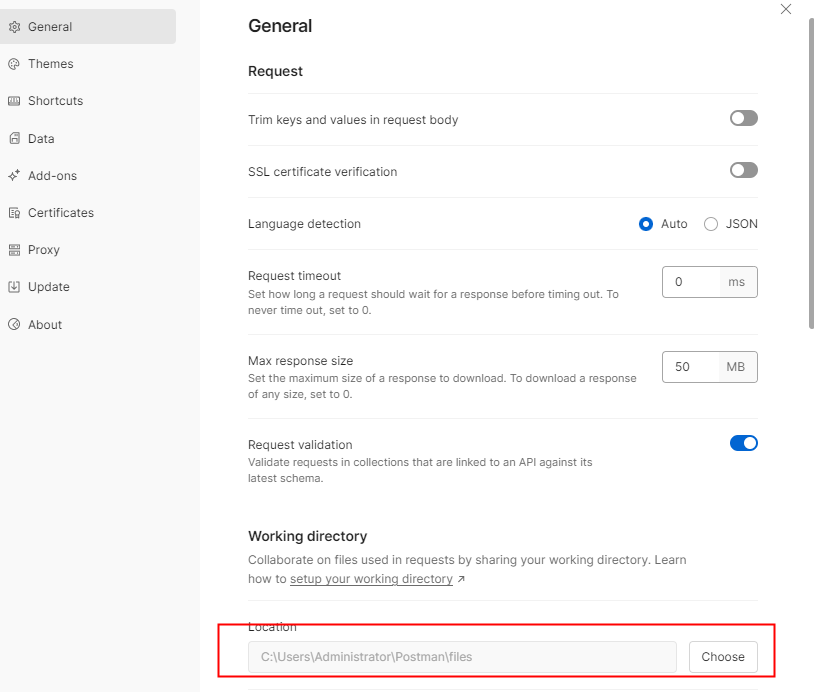 General
Themes
Shortcuts
Data
Add-ons
Certificates
Proxy
Update
About
General
Request
Trim keys and values in request body
SSL certificate verification
Language detection
Auto
JSON
Request timeout
Set how long a request should wait for a response before timing out. To
never time out, set to 0.
0 ms
Max response size
Set the maximum size of a response to download. To download a response
of any size, set to 0.
50 MB
Request validation
Validate requests in collections that are linked to an API against its
latest schema.
Working directory
Collaborate on files used in requests by sharing your working directory. Learn
how to setup your working directory ↗
Location
C:\Users\Administrator\Postman\files
Choose